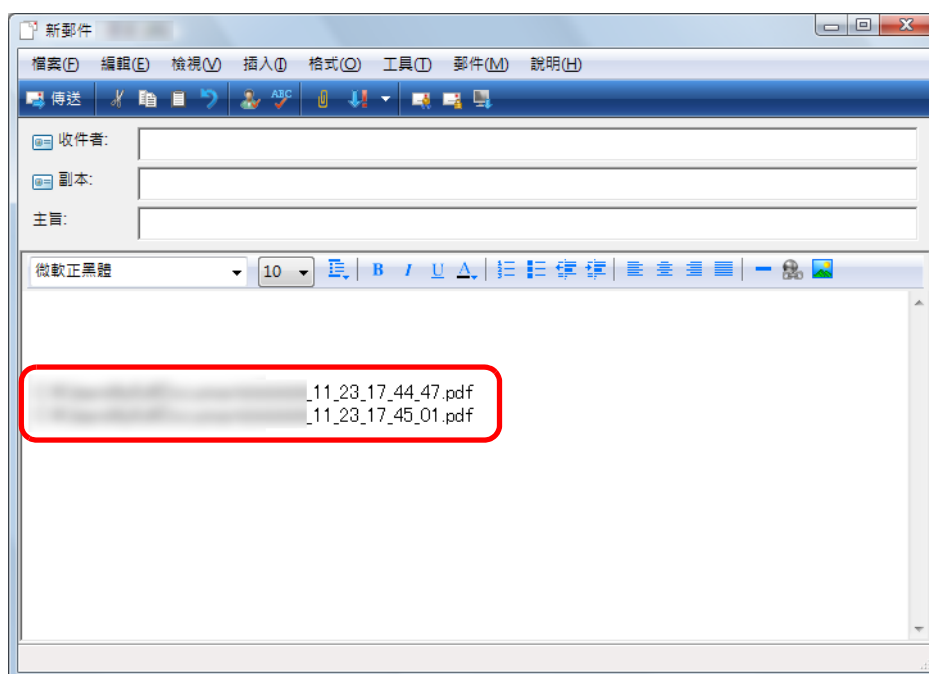 新郵件
檔案(F) 編輯(E) 檢視(V) 插入(I) 格式(O) 工具(T) 郵件(M) 說明(H)
傳送 ABC
收件者:
副本:
主旨:
微軟正黑體 10 B I U A
_11_23_17_44_47.pdf
_11_23_17_45_01.pdf